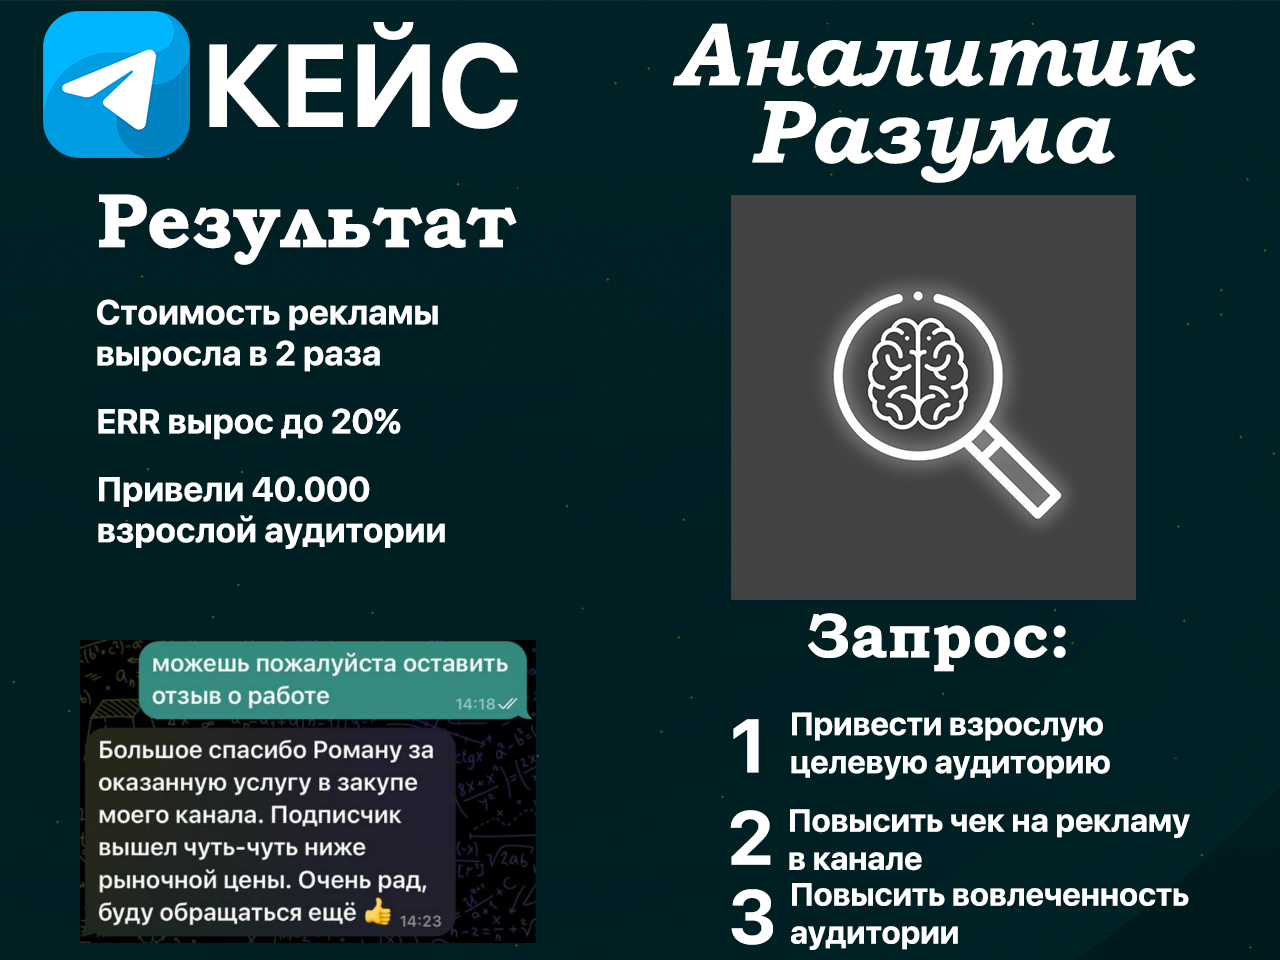 КЕЙС
Результат
Стоимость рекламы
выросла в 2 раза
ERR вырос до 20%
Привели 40.000
взрослой аудитории
можешь пожалуйста оставить
отзыв о работе
14:18
Большое спасибо Роману за
оказанную услугу в закупе
моего канала. Подписчик
вышел чуть-чуть ниже
рыночной цены. Очень рад,
буду обращаться ещё 👍
14:23
Аналитик
Разума
Запрос:
1 Привести взрослую
целевую аудиторию
2 Повысить чек на рекламу
в канале
3 Повысить вовлеченность
аудитории